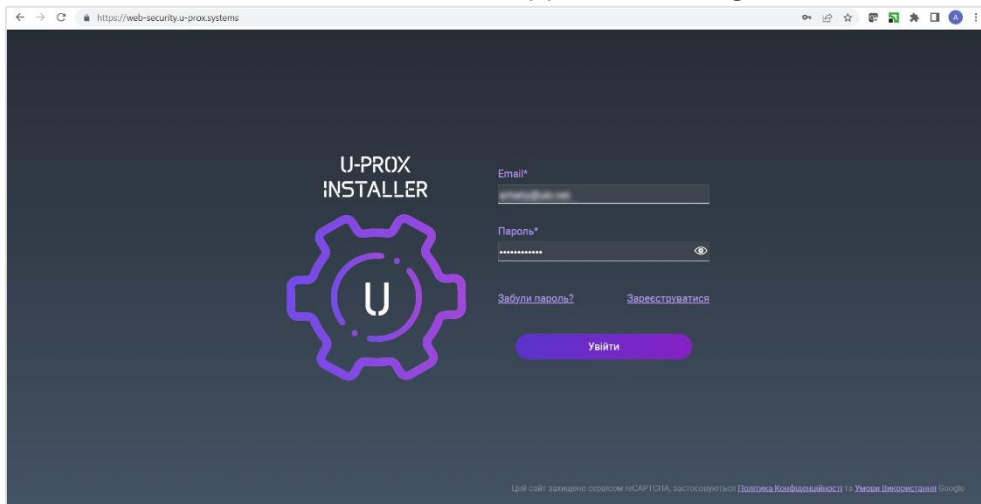 https://web-security.u-prox.systems
A
U-PROX
INSTALLER
U
Email*
Пароль*
Забули пароль? Зареєструватися
Увійти
Цей сайт захищено сервісом reCAPTCHA, застосовуються Політика Конфіденційності та Умови Використання Google